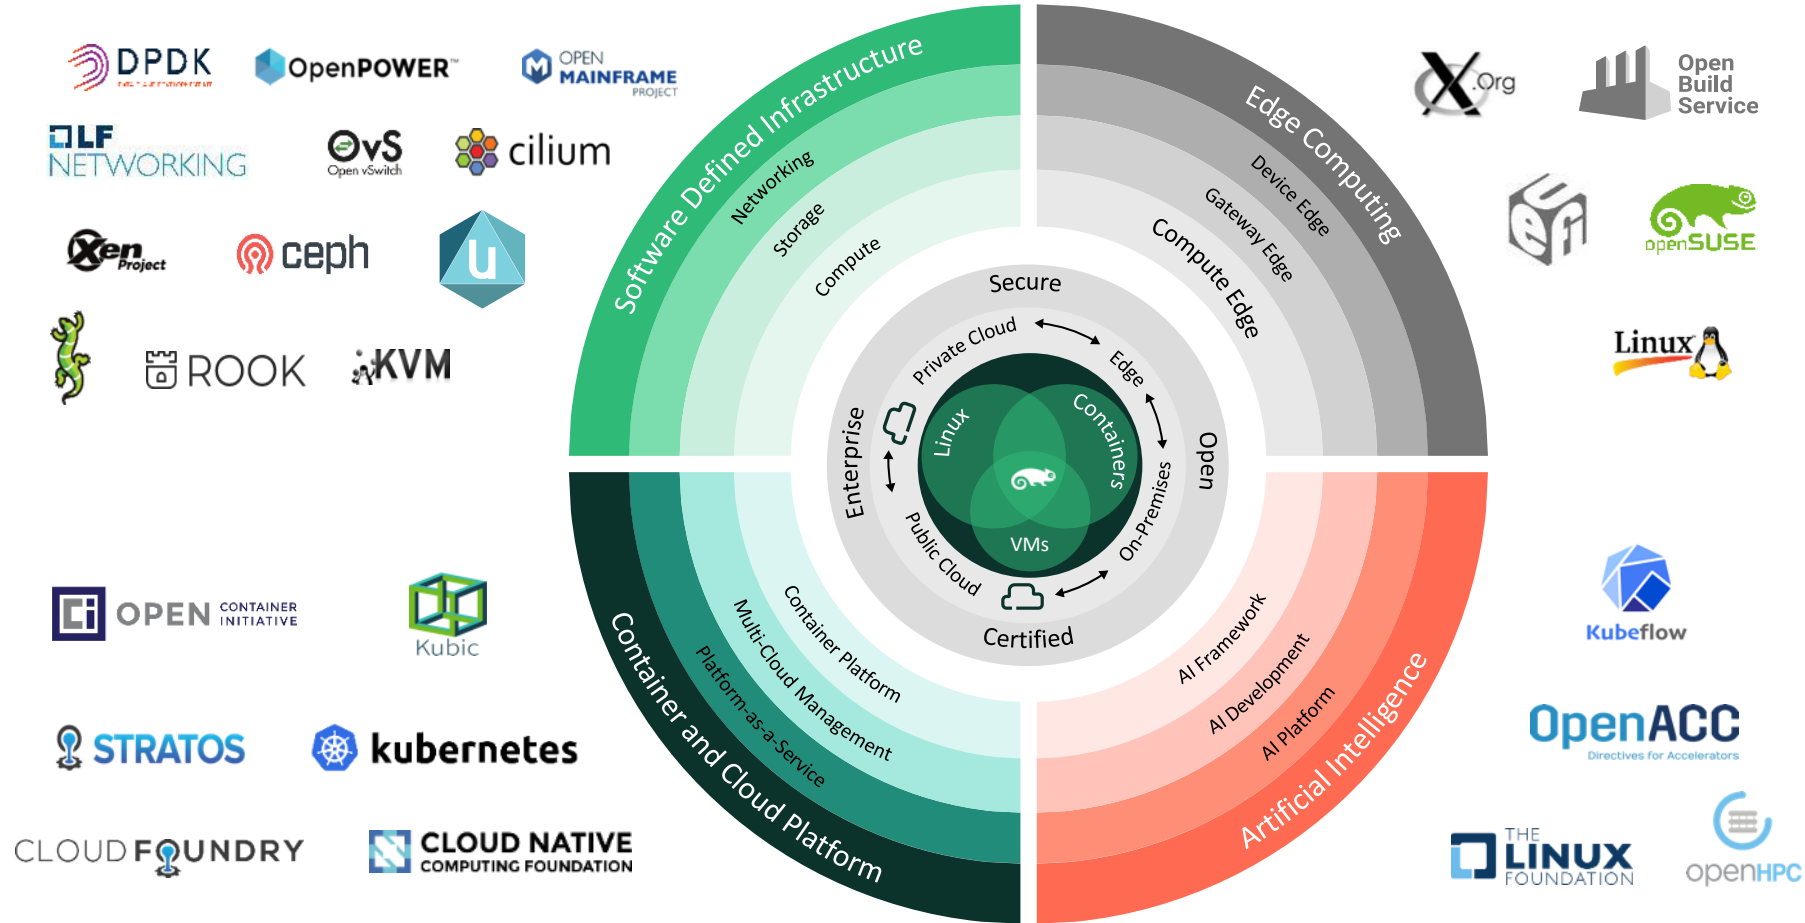 DPDK
OpenPOWER™
OPEN
MAINFRAME
PROJECT
LF
NETWORKING
OvS
Open vSwitch
cilium
Xen
Project
ceph
u
ROOK
KVM
Software Defined Infrastructure
Networking
Storage
Compute
Edge Computing
Device Edge
Gateway Edge
Compute Edge
X.Org
Open
Build
Service
UEFI
openSUSE
Linux
Secure
Open
Certified
Enterprise
Private Cloud
Edge
On-Premises
Public Cloud
Linux
Containers
VMs
Ci OPEN CONTAINER
INITIATIVE
Kubic
STRATOS
kubernetes
CLOUD FOUNDRY
CLOUD NATIVE
COMPUTING FOUNDATION
Container and Cloud Platform
Platform-as-a-Service
Multi-Cloud Management
Container Platform
AI Framework
AI Development
AI Platform
Artificial Intelligence
Kubeflow
OpenACC
Directives for Accelerators
THE
LINUX
FOUNDATION
openHPC